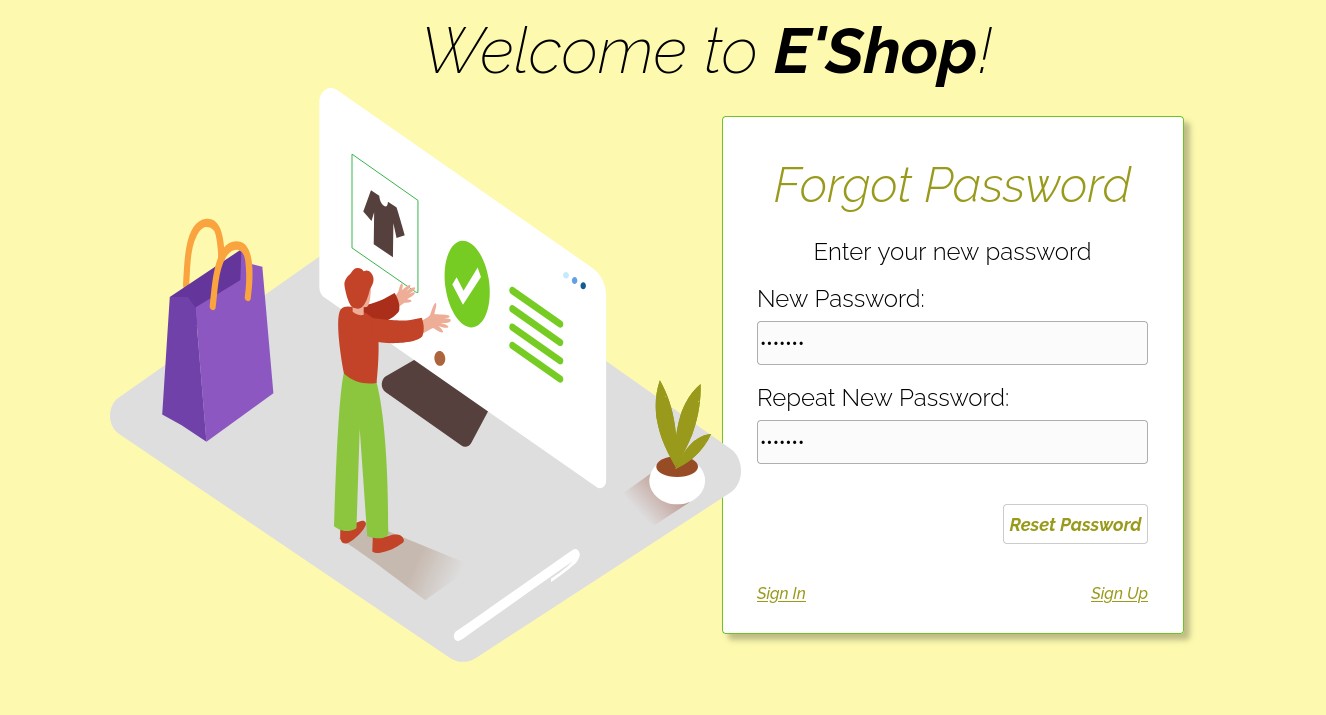 Welcome to E'Shop!
Forgot Password
Enter your new password
New Password:
•••••••
Repeat New Password:
•••••••
Reset Password
Sign In
Sign Up